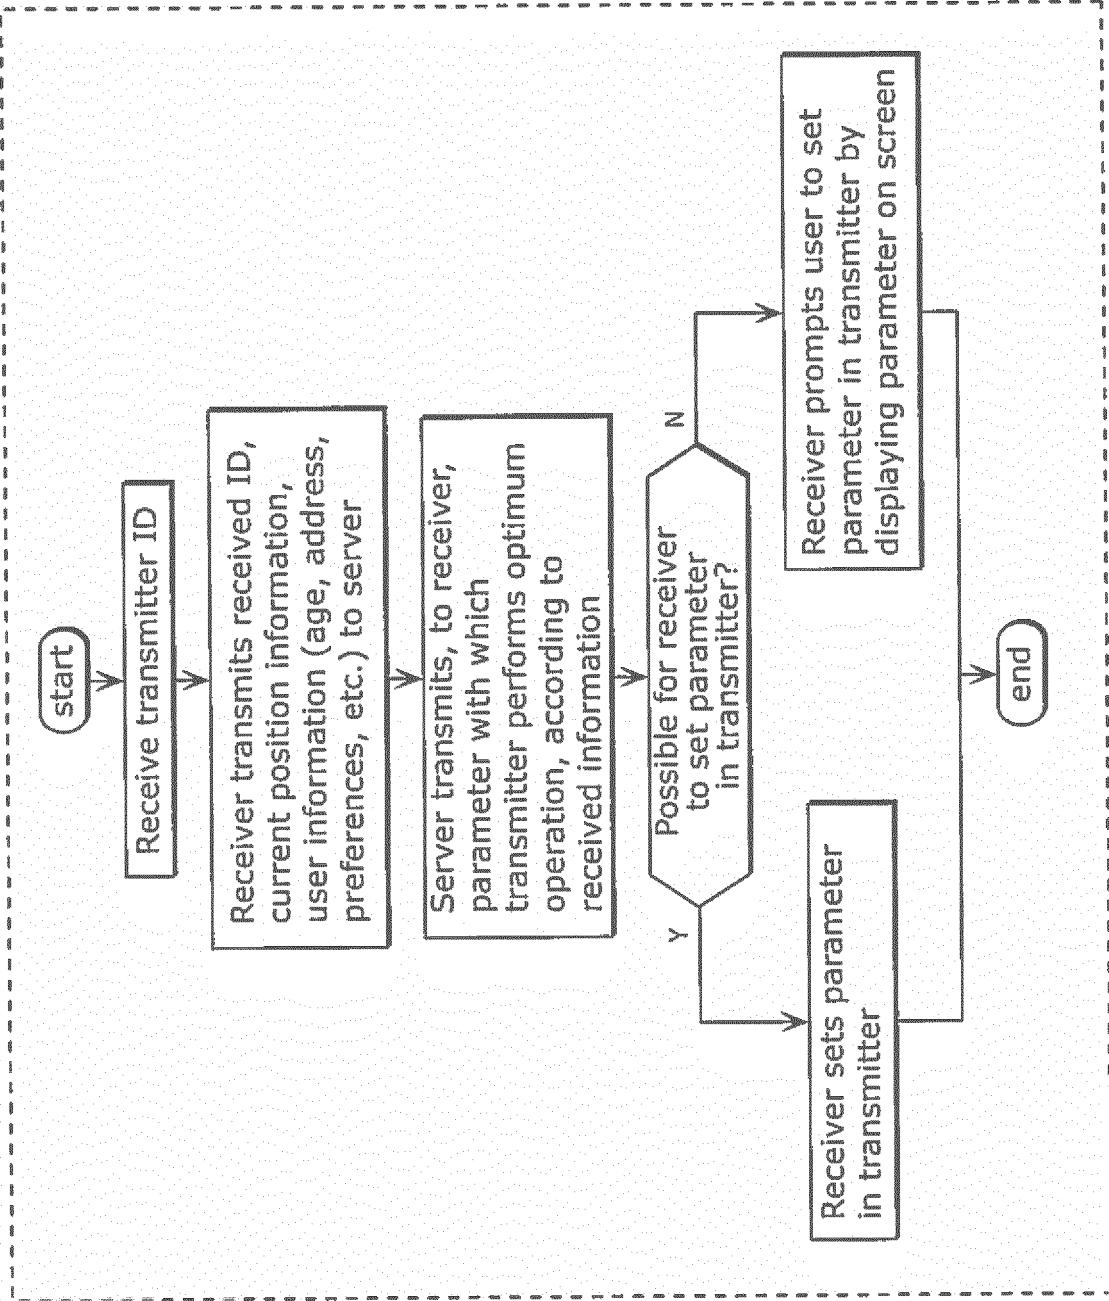 start
Receive transmitter ID
Receiver transmits received ID,
current position information,
user information (age, address,
preferences, etc.) to server
Server transmits, to receiver,
parameter with which
transmitter performs optimum
operation, according to
received information
Possible for receiver
to set parameter
in transmitter?
Y
N
Receiver sets parameter
in transmitter
Receiver prompts user to set
parameter in transmitter by
displaying parameter on screen
end